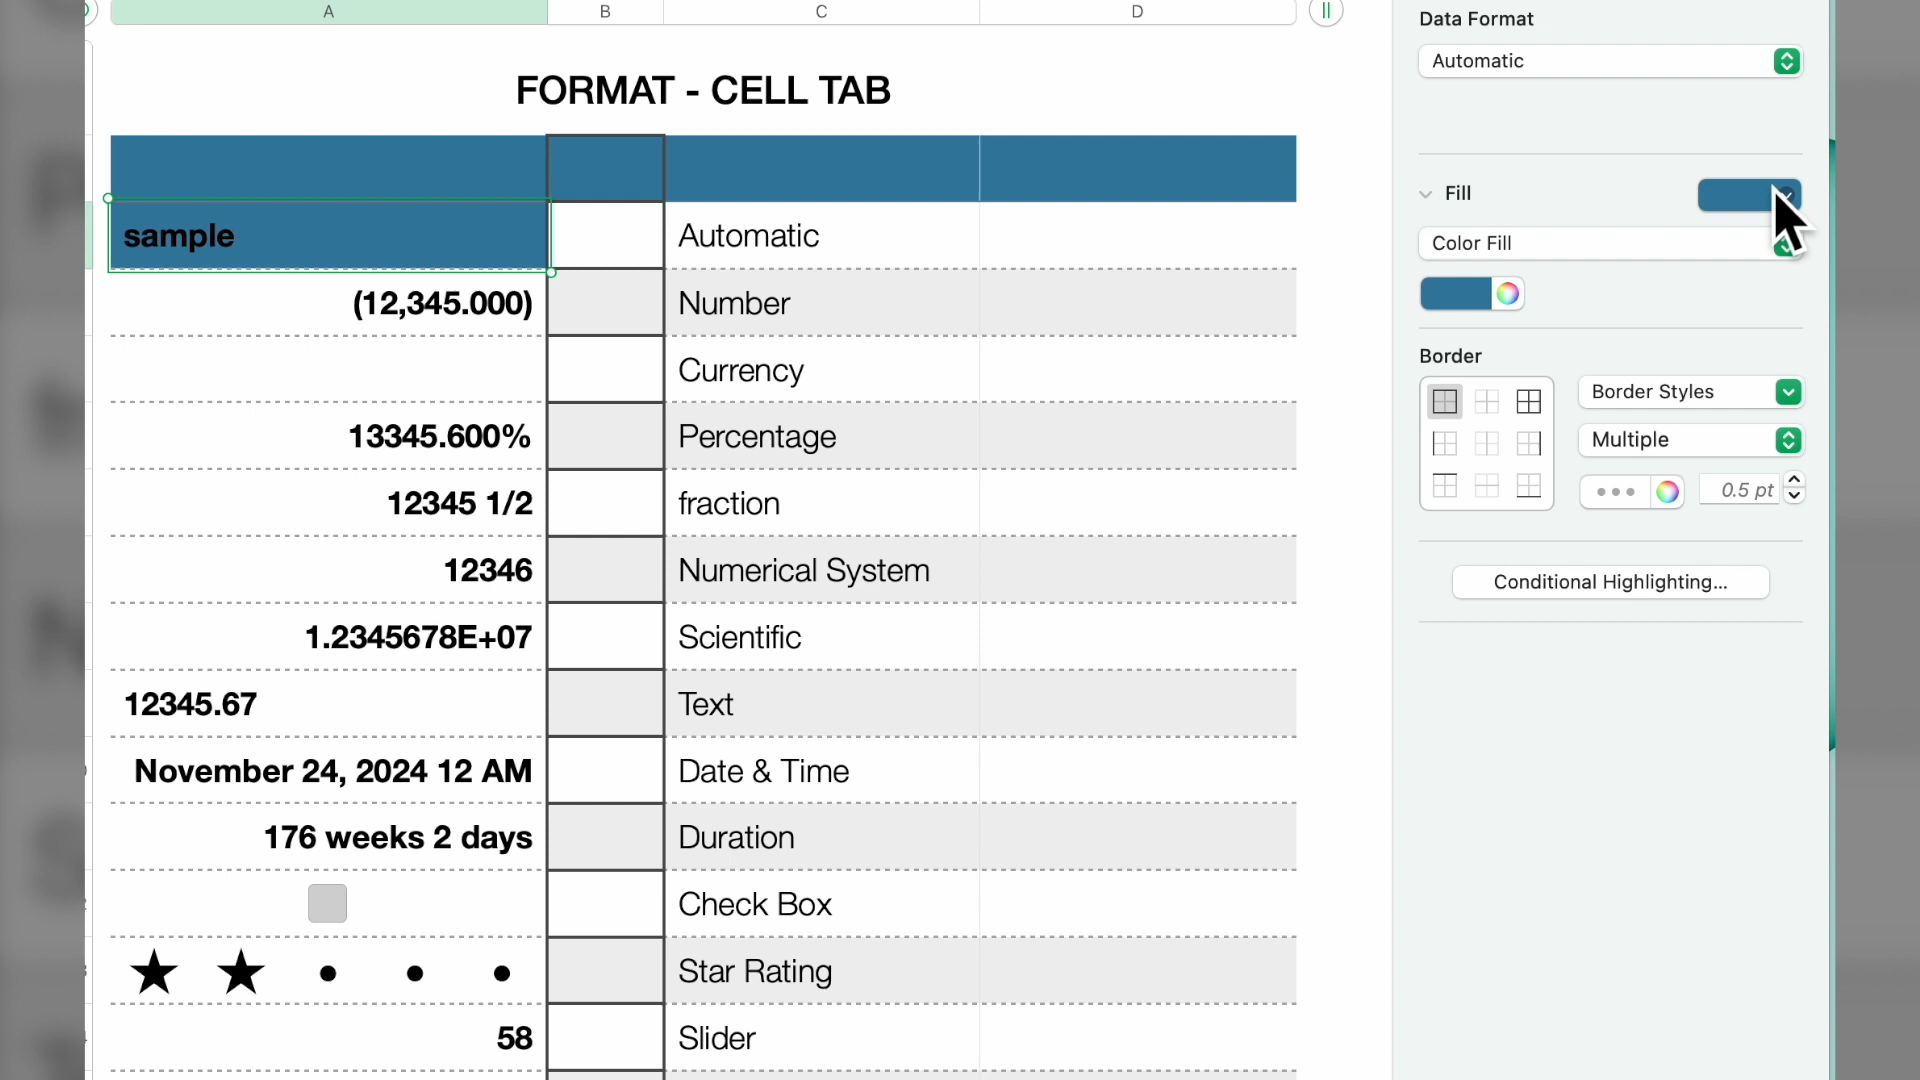 A B C D
Data Format
Automatic
FORMAT - CELL TAB
Fill
sample Automatic
Color Fill
(12,345.000) Number
Border
Currency
Border Styles
13345.600% Percentage
Multiple
12345 1/2 fraction
0.5 pt
12346 Numerical System
Conditional Highlighting...
1.2345678E+07 Scientific
12345.67 Text
November 24, 2024 12 AM Date & Time
176 weeks 2 days Duration
Check Box
Star Rating
58 Slider